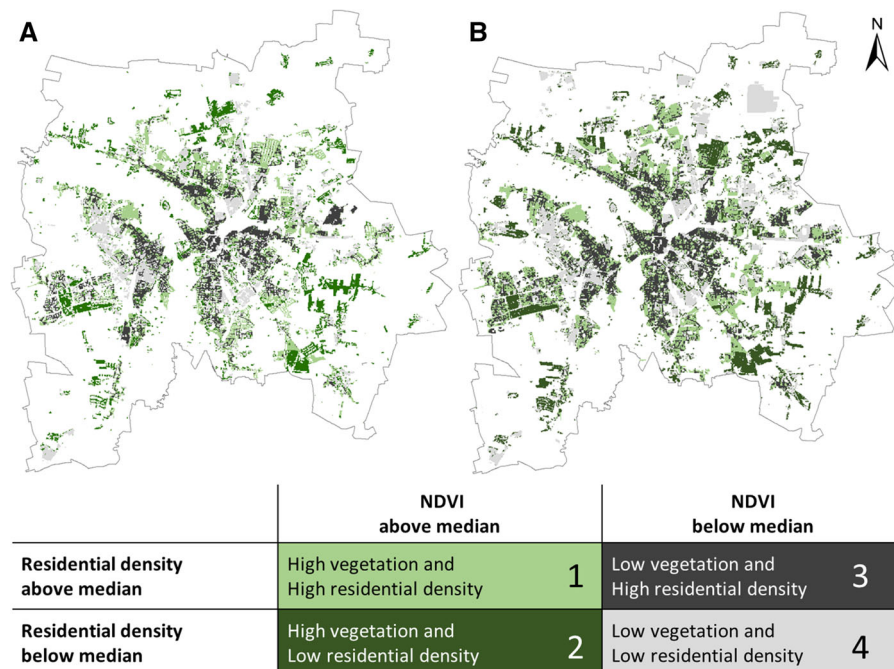 A
B
N
NDVI
above median
NDVI
below median
Residential density
above median
High vegetation and
High residential density
1
Low vegetation and
High residential density
3
Residential density
below median
High vegetation and
Low residential density
2
Low vegetation and
Low residential density
4